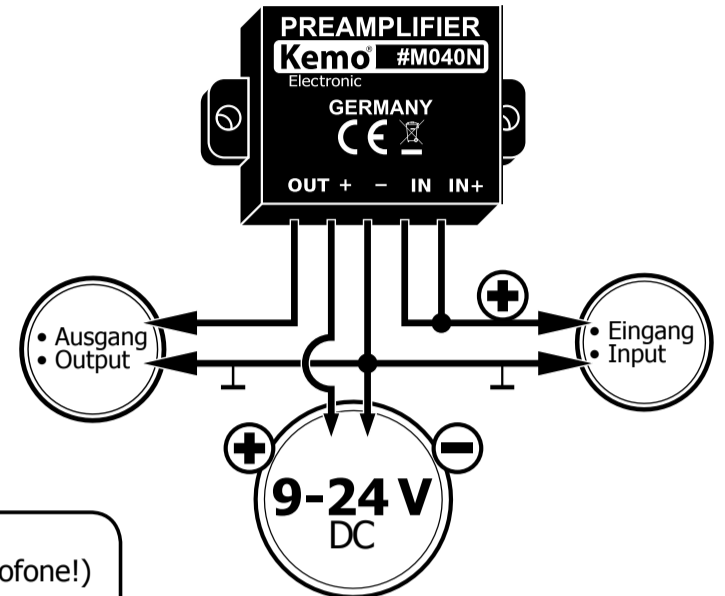 PREAMPLIFIER
Kemo® #M040N
Electronic
GERMANY
CE
OUT + - IN IN+
+
• Ausgang
• Output
• Eingang
• Input
+ -
9-24 V
DC
ofone!)